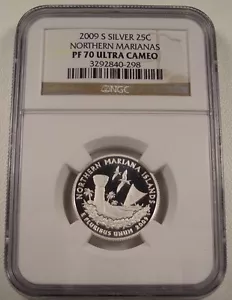 2009 S SILVER 25C
NORTHERN MARIANAS
PF 70 ULTRA CAMEO
3292840-298
NGC
NORTHERN MARIANA ISLANDS
E PLURIBUS UNUM 2009